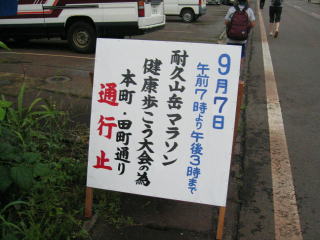 9月7日
午前7時より午後3時まで
耐久山岳マラソン
健康歩こう大会の為
本町・田町通り
通行止